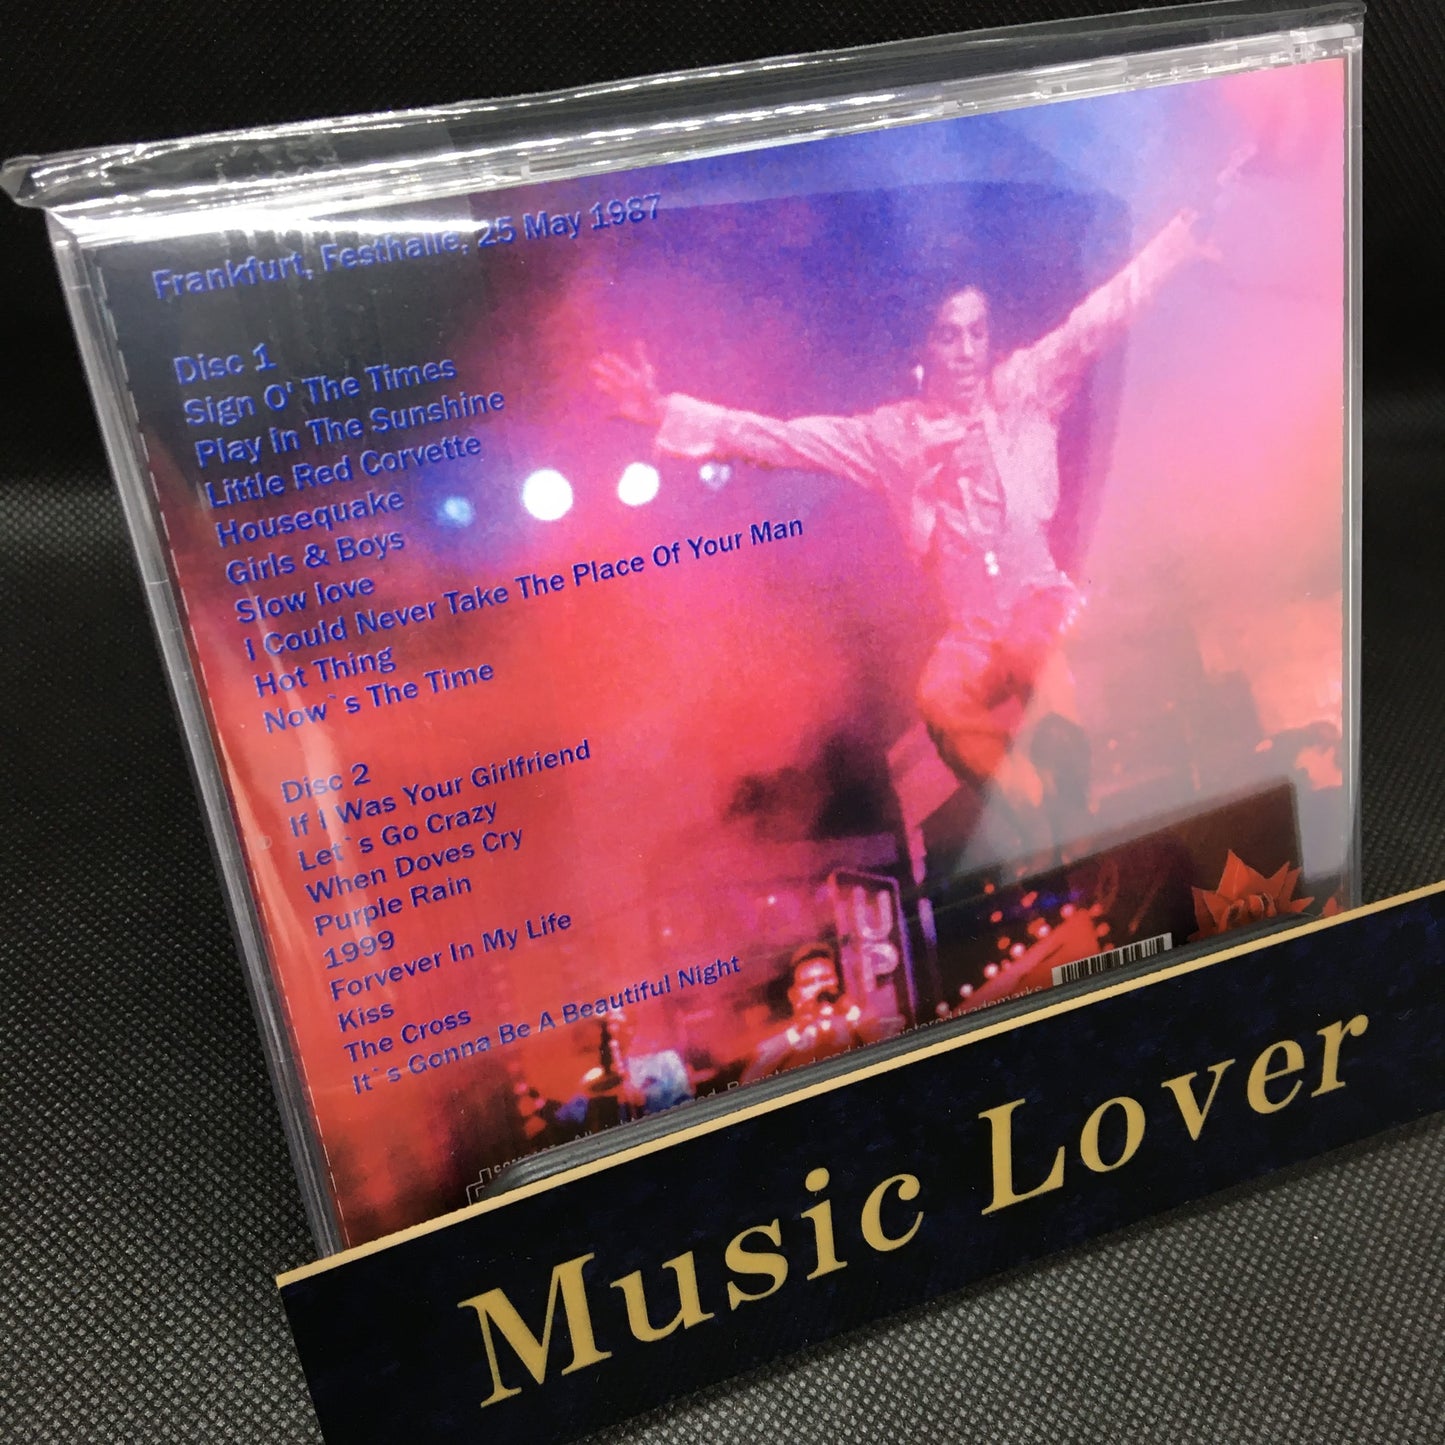 Frankfurt, Festhalle, 25 May 1987
Disc 1
Sign O' The Times
Play In The Sunshine
Little Red Corvette
Housequake
Girls & Boys
Slow love
I Could Never Take The Place Of Your Man
Hot Thing
Now`s The Time
Disc 2
If I Was Your Girlfriend
Let`s Go Crazy
When Doves Cry
Purple Rain
1999
Forvever In My Life
Kiss
The Cross
It`s Gonna Be A Beautiful Night
UP
trademarks
Music Lover